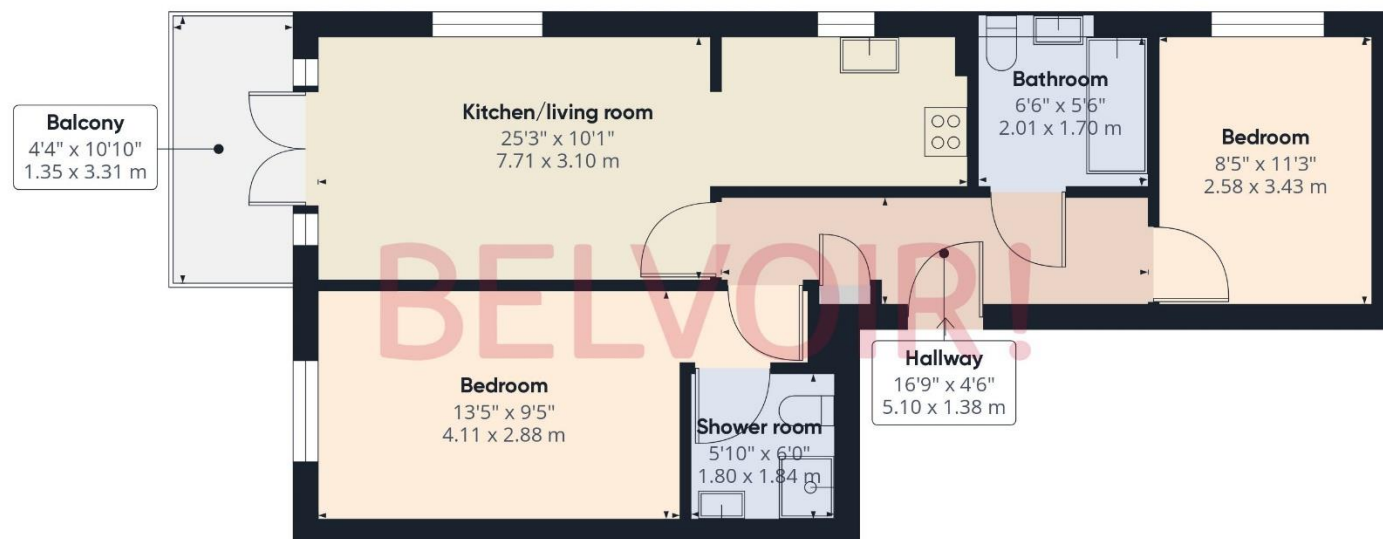 Balcony
4'4" x 10'10"
1.35 x 3.31 m
Kitchen/living room
25'3" x 10'1"
7.71 x 3.10 m
Bathroom
6'6" x 5'6"
2.01 x 1.70 m
Bedroom
8'5" x 11'3"
2.58 x 3.43 m
BELVOIR!
Hallway
16'9" x 4'6"
5.10 x 1.38 m
Bedroom
13'5" x 9'5"
4.11 x 2.88 m
Shower room
5'10" x 6'0"
1.80 x 1.84 m